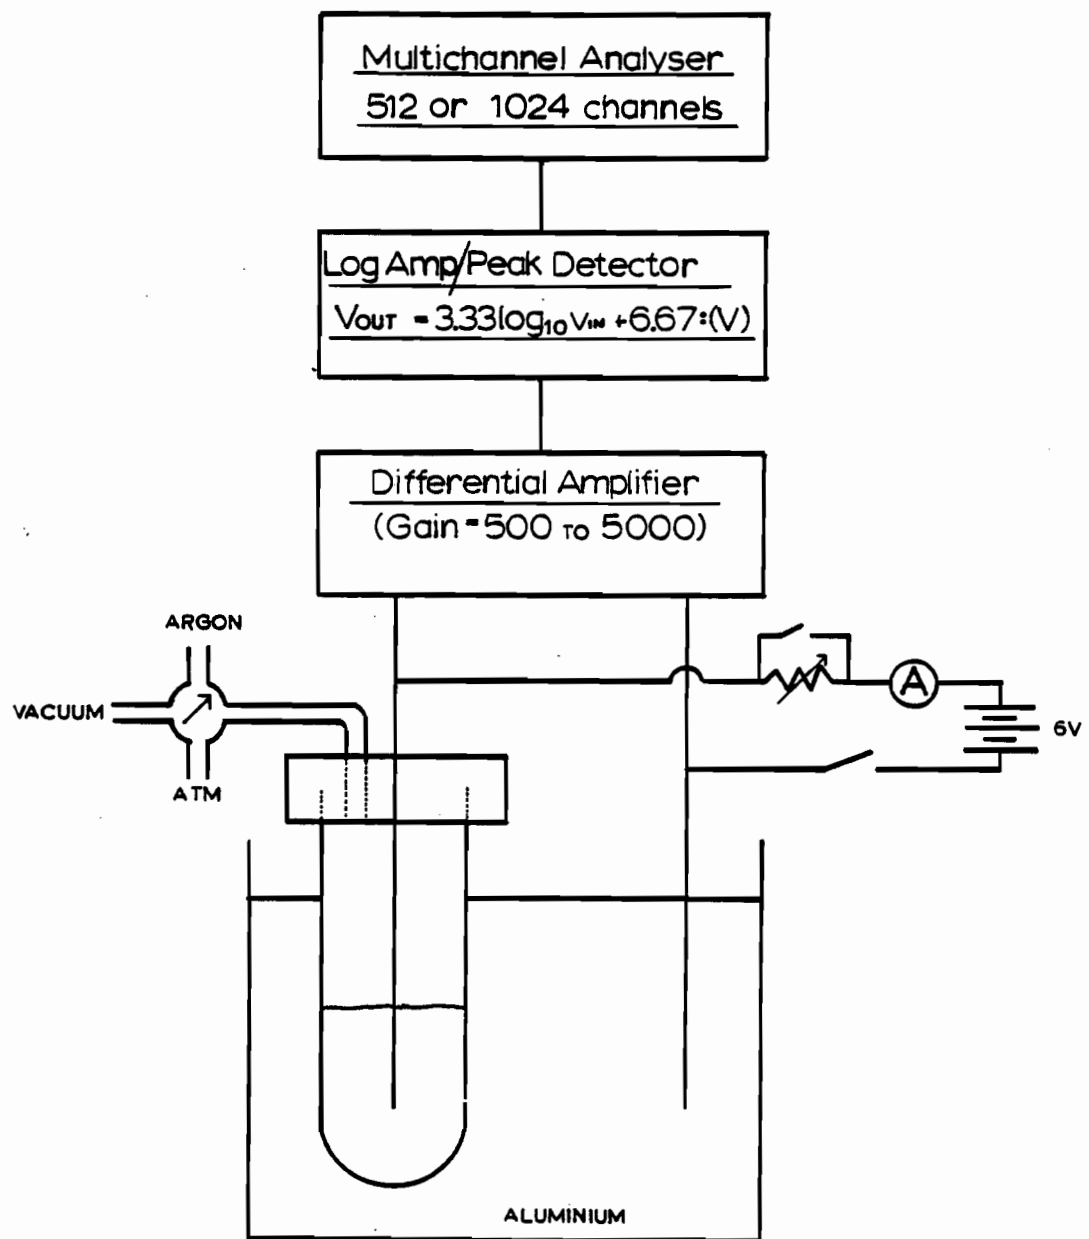 Multichannel Analyser
512 or 1024 channels
Log Amp/Peak Detector
VOUT = 3.33log₁₀ VIN +6.67:(V)
Differential Amplifier
(Gain = 500 TO 5000)
ARGON
VACUUM
ATM
A
6V
ALUMINIUM